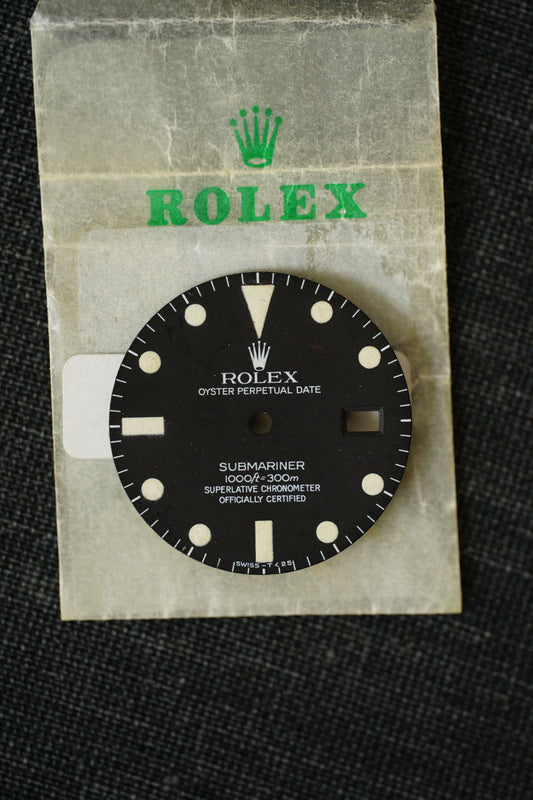 ROLEX
ROLEX
OYSTER PERPETUAL DATE
SUBMARINER
1000ft=300m
SUPERLATIVE CHRONOMETER
OFFICIALLY CERTIFIED
SWISS-T<25